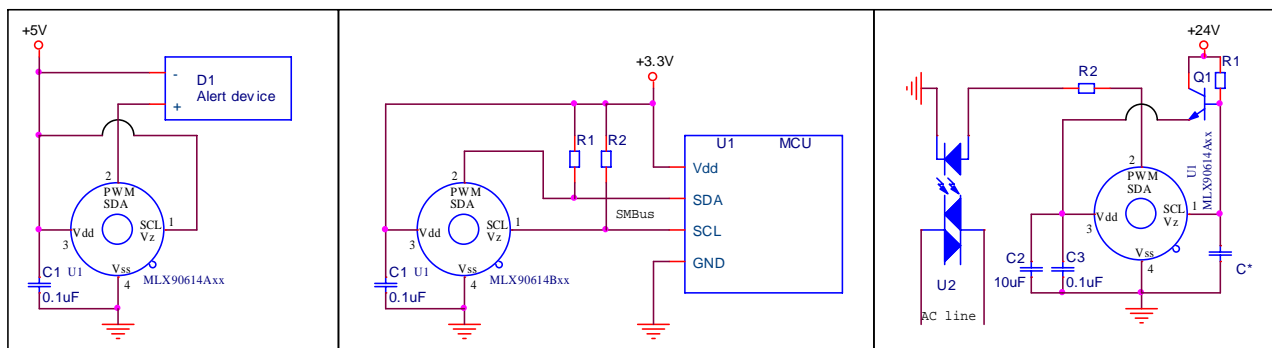 +5V
-
D1
Alert device
+
2
PWM
SDA
SCL
Vz
1
Vdd
3
Vss
4
C1
U1
0.1uF
MLX90614Axx
+3.3V
R1
R2
U1
MCU
Vdd
SDA
SCL
GND
SMBus
2
PWM
SDA
SCL
Vz
1
Vdd
3
Vss
4
C1
U1
0.1uF
MLX90614Bxx
+24V
R1
Q1
R2
U1
MLX90614Axx
2
PWM
SDA
SCL
Vz
1
Vdd
3
Vss
4
C2
10uF
C3
0.1uF
C*
U2
AC line